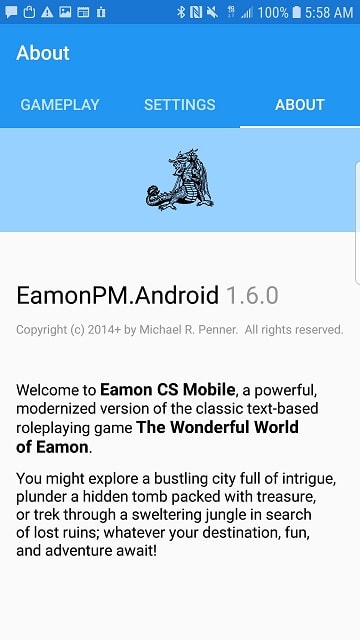 100% 5:58 AM
About
GAMEPLAY SETTINGS ABOUT
EamonPM.Android 1.6.0
Copyright (c) 2014+ by Michael R. Penner. All rights reserved.
Welcome to Eamon CS Mobile, a powerful,
modernized version of the classic text-based
roleplaying game The Wonderful World
of Eamon.
You might explore a bustling city full of intrigue,
plunder a hidden tomb packed with treasure,
or trek through a sweltering jungle in search
of lost ruins; whatever your destination, fun,
and adventure await!